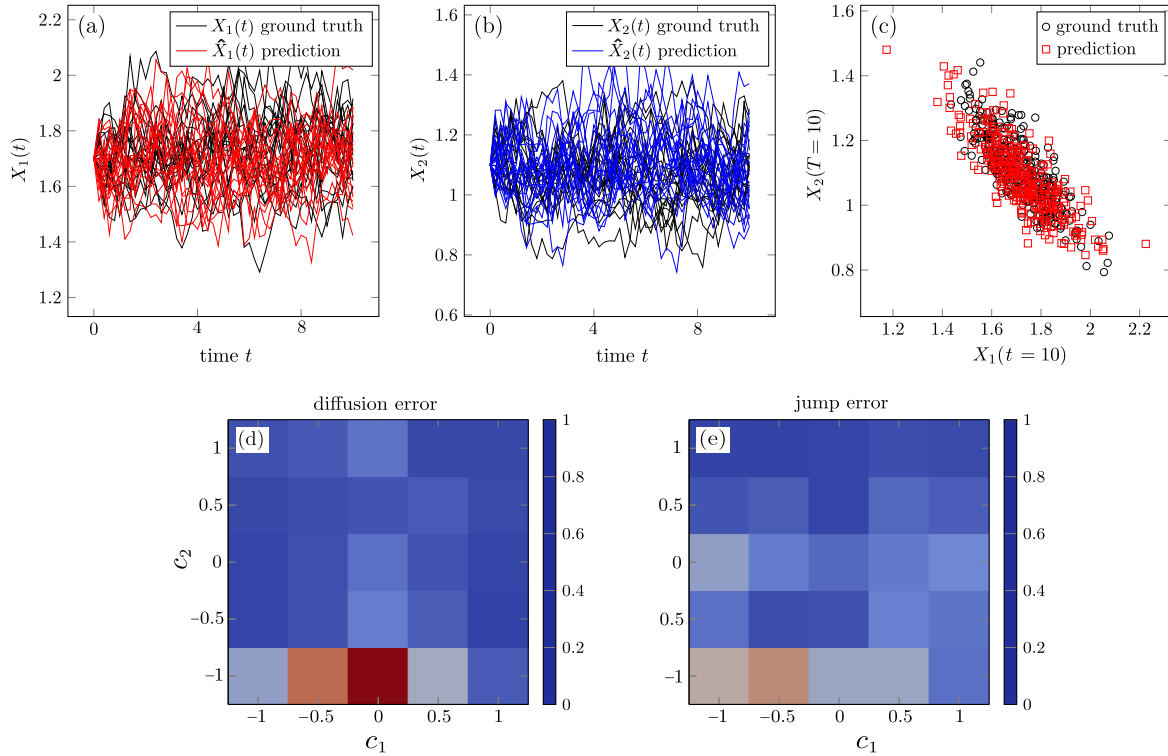 (a)
X₁(t) ground truth
X̂₁(t) prediction
2.2
2
1.8
1.6
1.4
1.2
X₁(t)
0
4
8
time t
(b)
X₂(t) ground truth
X̂₂(t) prediction
1.6
1.4
1.2
1
0.8
0.6
X₂(t)
0
4
8
time t
(c)
ground truth
prediction
1.4
1.2
1
0.8
X₂(T = 10)
1.2
1.4
1.6
1.8
2
2.2
X₁(t = 10)
diffusion error
(d)
1
0.5
0
−0.5
−1
c₂
−1
−0.5
0
0.5
1
c₁
1
0.8
0.6
0.4
0.2
0
jump error
(e)
1
0.5
0
0.5
−1
−1
−0.5
0
0.5
1
c₁
1
0.8
0.6
0.4
0.2
0